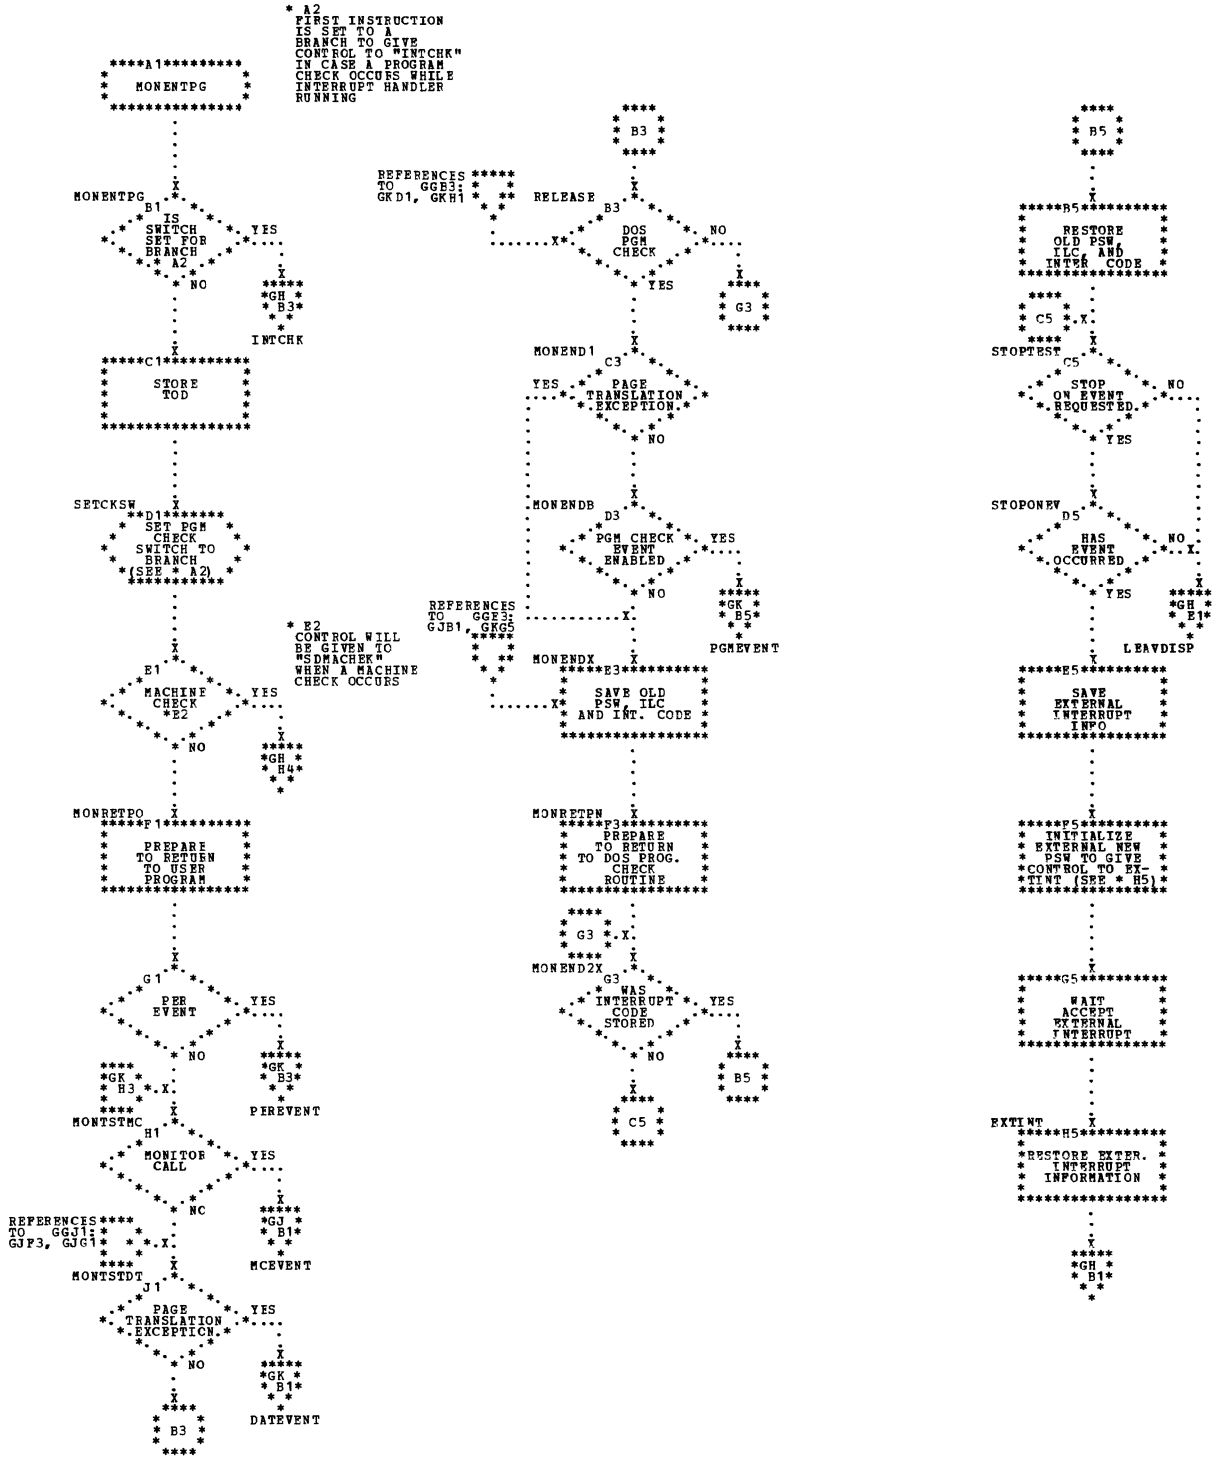 * A2
FIRST INSTRUCTION
IS SET TO A
BRANCH TO GIVE
CONTROL TO "INTCHK"
IN CASE A PROGRAM
CHECK OCCURS WHILE
INTERRUPT HANDLER
RUNNING
A1
MONENTPG
MONENTPG
B1
IS
SWITCH
SET FOR
BRANCH
A2
YES
NO
GH
B3
INTCHK
C1
STORE
TOD
SETCKSW
D1
SET PGM
CHECK
SWITCH TO
BRANCH
(SEE * A2)
* E2
CONTROL WILL
BE GIVEN TO
"SDMACHEK"
WHEN A MACHINE
CHECK OCCURS
E1
MACHINE
CHECK
*E2
YES
NO
GH
H4
MONRETPO
F1
PREPARE
TO RETURN
TO USER
PROGRAM
G1
PER
EVENT
YES
NO
GK
B3
PEREVENT
GK
H3
MONTSTMC
H1
MONITOR
CALL
YES
NC
GJ
B1
MCEVENT
REFERENCES
TO GGJ1:
GJF3, GJG1
MONTSTDT
J1
PAGE
TRANSLATION
EXCEPTICN
YES
NO
GK
B1
DATEVENT
B3
B3
REFERENCES
TO GGB3:
GKD1, GKH1
RELEASE
B3
DOS
PGM
CHECK
NO
YES
G3
MONEND1
C3
PAGE
TRANSLATION
EXCEPTION
YES
NO
MONENDB
D3
PGM CHECK
EVENT
ENABLED
YES
NO
GK
B5
PGMEVENT
REFERENCES
TO GGE3:
GJB1, GKG5
MONENDX
E3
SAVE OLD
PSW, ILC
AND INT. CODE
MONRETPN
F3
PREPARE
TO RETURN
TO DOS PROG.
CHECK
ROUTINE
G3
MONEND2X
G3
WAS
INTERRUPT
CODE
STORED
YES
NO
B5
C5
B5
B5
RESTORE
OLD PSW,
ILC, AND
INTER CODE
C5
STOPTEST
C5
STOP
ON EVENT
REQUESTED
NO
YES
STOPONEV
D5
HAS
EVENT
OCCURRED
NO
YES
GH
E1
LEAVDISP
E5
SAVE
EXTERNAL
INTERRUPT
INFO
F5
INITIALIZE
EXTERNAL NEW
PSW TO GIVE
CONTROL TO EX-
TINT (SEE * H5)
G5
WAIT
ACCEPT
EXTERNAL
INTERRUPT
EXTINT
H5
RESTORE EXTER.
INTERRUPT
INFORMATION
GH
B1